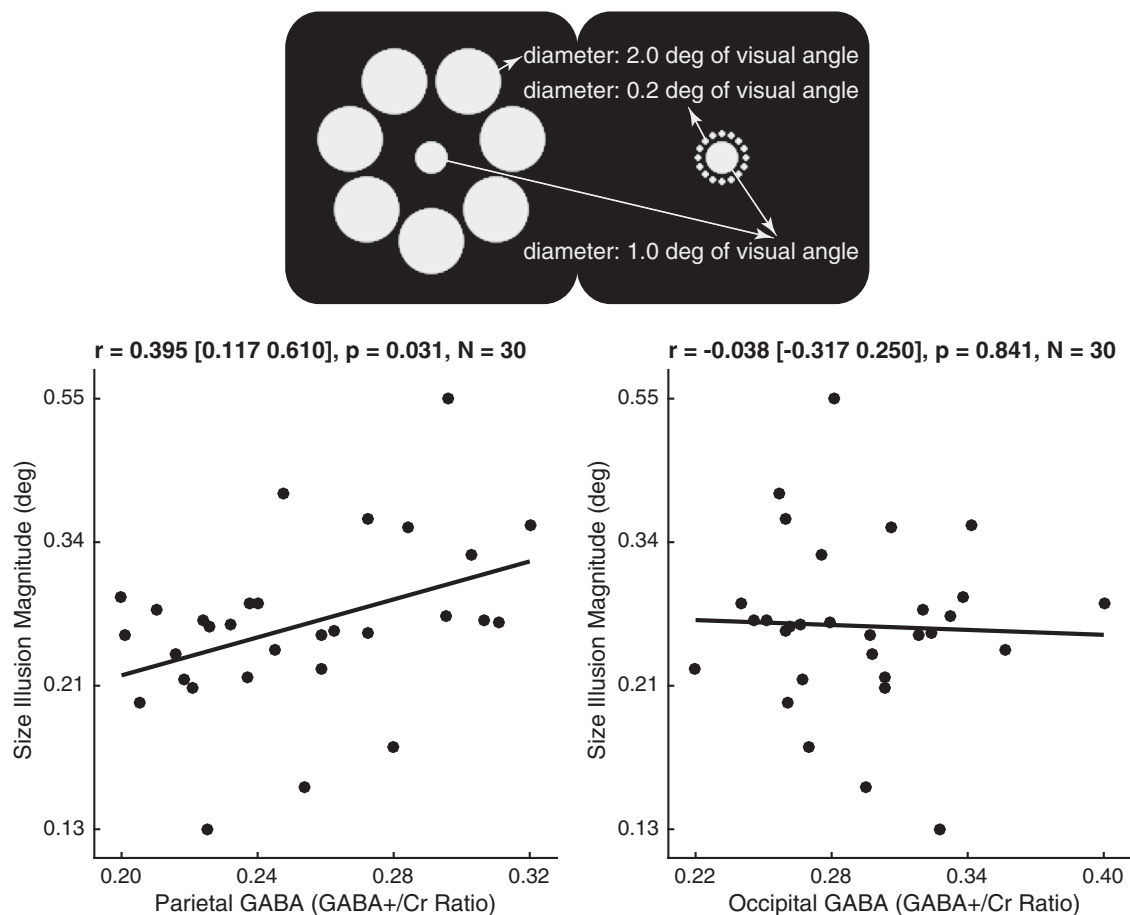 diameter: 2.0 deg of visual angle
diameter: 0.2 deg of visual angle
diameter: 1.0 deg of visual angle
r = 0.395 [0.117 0.610], p = 0.031, N = 30
0.55
0.34
0.21
0.13
Size Illusion Magnitude (deg)
0.20 0.24 0.28 0.32
Parietal GABA (GABA+/Cr Ratio)
r = -0.038 [-0.317 0.250], p = 0.841, N = 30
0.55
0.34
0.21
0.13
Size Illusion Magnitude (deg)
0.22 0.28 0.34 0.40
Occipital GABA (GABA+/Cr Ratio)